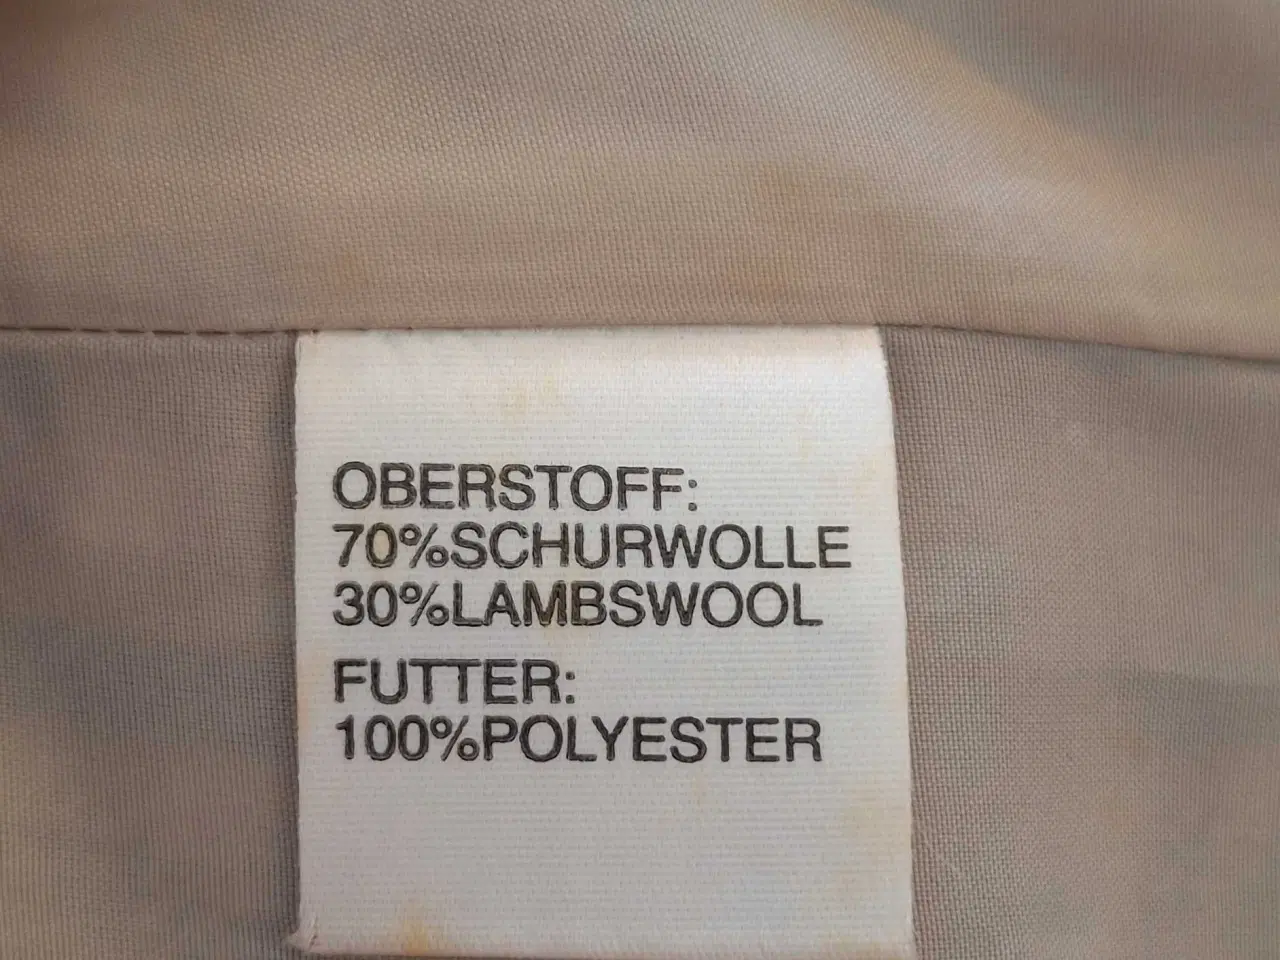 OBERSTOFF:
70%SCHURWOLLE
30%LAMBSWOOL
FUTTER:
100%POLYESTER